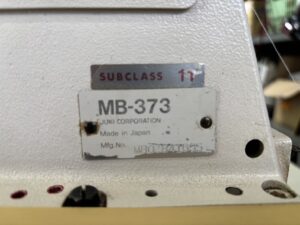 SUBCLASS 11
MB-373
JUKI CORPORATION
Made in Japan
Mfg.No.